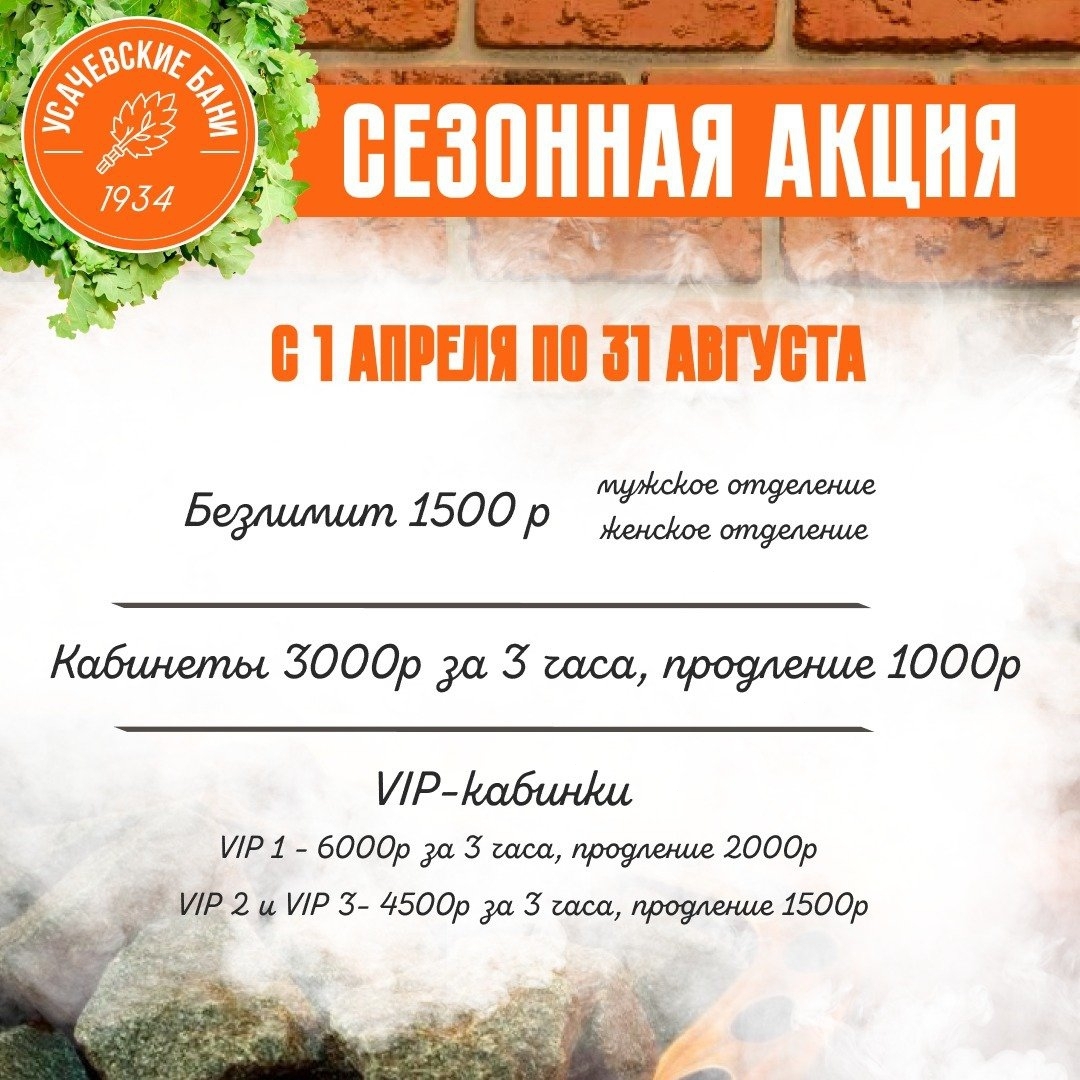 УСАЧЕВСКИЕ БАНИ
1934
СЕЗОННАЯ АКЦИЯ
С 1 АПРЕЛЯ ПО 31 АВГУСТА
Безлимит 1500 р
мужское отделение
женское отделение
Кабинеты 3000р за 3 часа, продление 1000р
VIP-кабинки
VIP 1 - 6000р за 3 часа, продление 2000р
VIP 2 и VIP 3- 4500р за 3 часа, продление 1500р